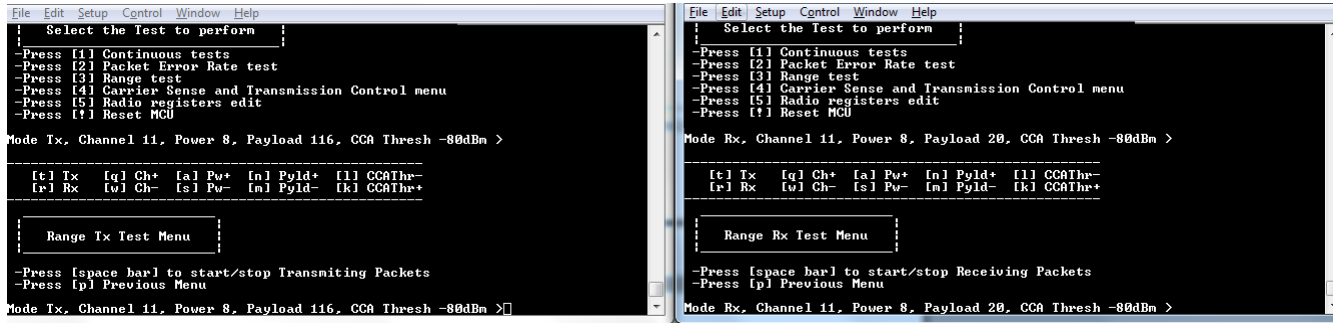 File Edit Setup Control Window Help
Select the Test to perform
-Press [1] Continuous tests
-Press [2] Packet Error Rate test
-Press [3] Range test
-Press [4] Carrier Sense and Transmission Control menu
-Press [5] Radio registers edit
-Press [!] Reset MCU
Mode Tx, Channel 11, Power 8, Payload 116, CCA Thresh -80dBm >
[t] Tx [q] Ch+ [a] Pw+ [n] Pyld+ [l] CCAThr-
[r] Rx [w] Ch- [s] Pw- [m] Pyld- [k] CCAThr+
Range Tx Test Menu
-Press [space bar] to start/stop Transmiting Packets
-Press [p] Previous Menu
Mode Tx, Channel 11, Power 8, Payload 116, CCA Thresh -80dBm >
File Edit Setup Control Window Help
Select the Test to perform
-Press [1] Continuous tests
-Press [2] Packet Error Rate test
-Press [3] Range test
-Press [4] Carrier Sense and Transmission Control menu
-Press [5] Radio registers edit
-Press [!] Reset MCU
Mode Rx, Channel 11, Power 8, Payload 20, CCA Thresh -80dBm >
[t] Tx [q] Ch+ [a] Pw+ [n] Pyld+ [l] CCAThr-
[r] Rx [w] Ch- [s] Pw- [m] Pyld- [k] CCAThr+
Range Rx Test Menu
-Press [space bar] to start/stop Receiving Packets
-Press [p] Previous Menu
Mode Rx, Channel 11, Power 8, Payload 20, CCA Thresh -80dBm >